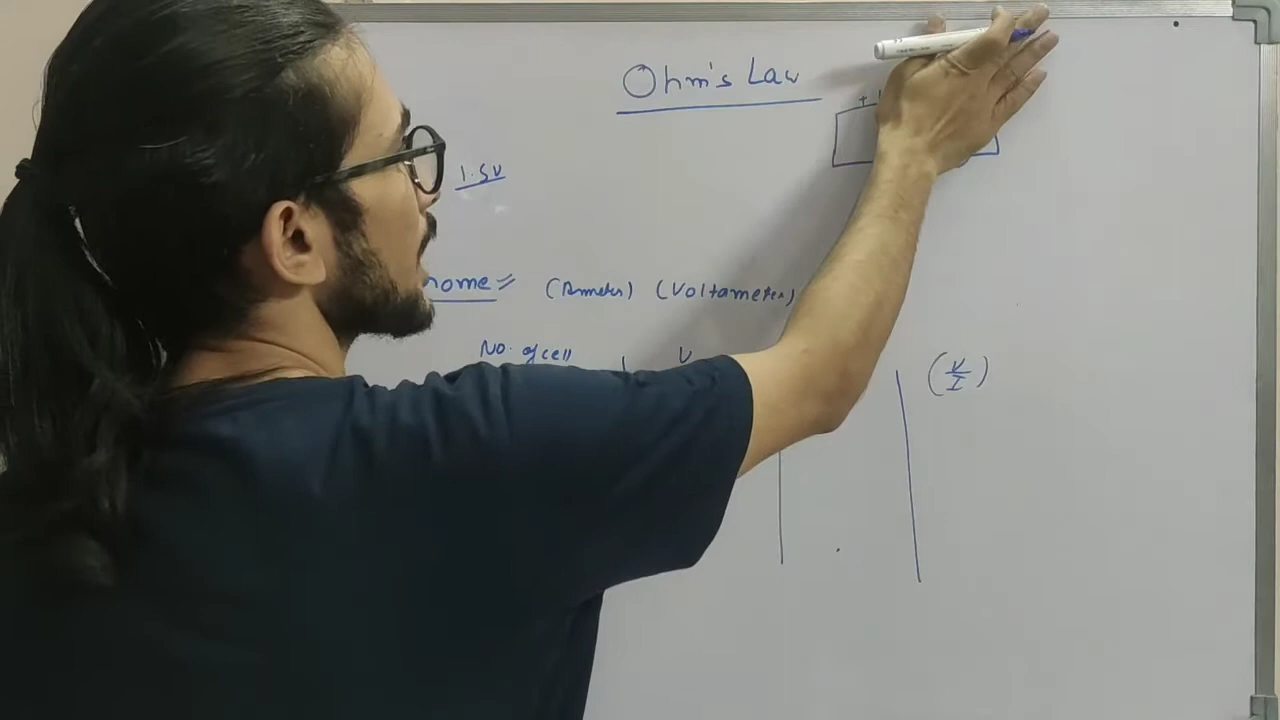 Ohm's Law
+
1.5V
nome = (Ammeter) (Voltameter)
No. of cell V
(V/I)